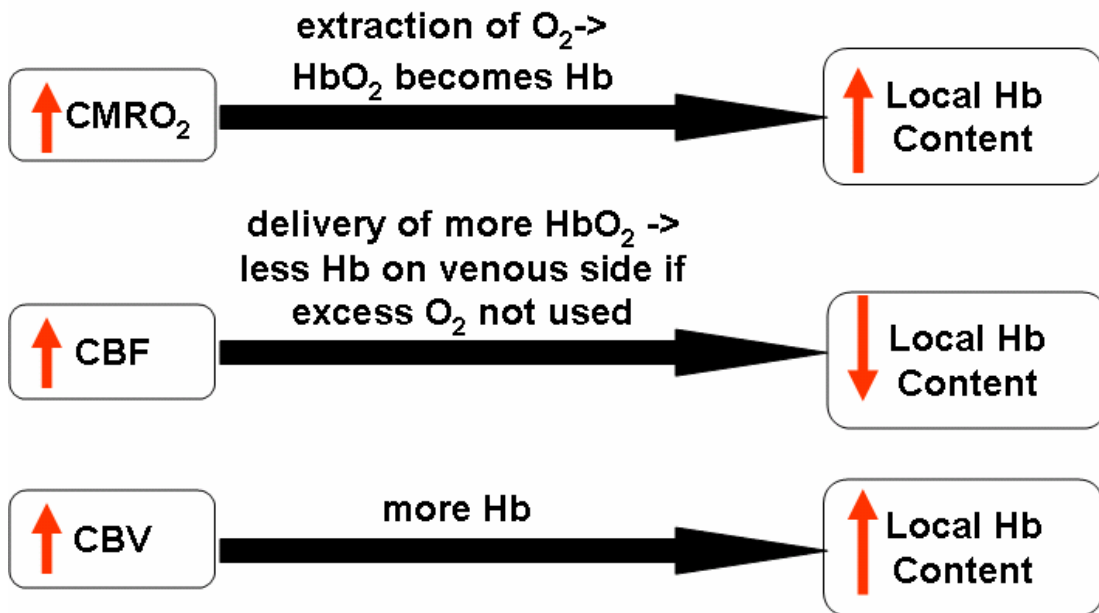 extraction of O₂->
HbO₂ becomes Hb
CMRO₂
Local Hb
Content
delivery of more HbO₂ ->
less Hb on venous side if
excess O₂ not used
CBF
Local Hb
Content
more Hb
CBV
Local Hb
Content